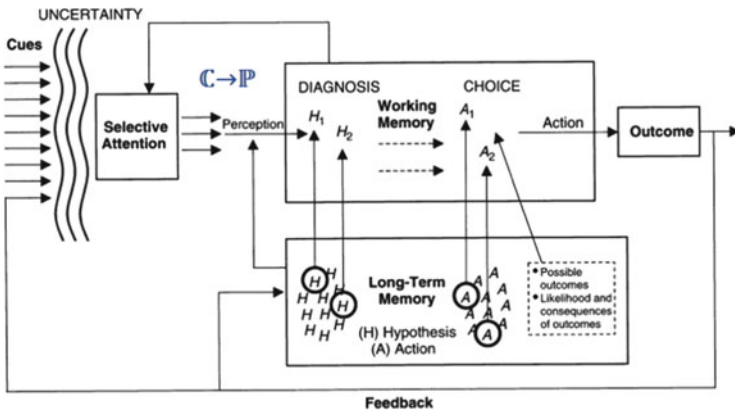 UNCERTAINTY
Cues
ℂ→ℙ
Selective
Attention
Perception
DIAGNOSIS
H1
H2
Working
Memory
CHOICE
A1
A2
Action
Outcome
H
H
H
H
H
H
H
H
H
H
H
H
Long-Term
Memory
(H) Hypothesis
(A) Action
A
A
A
A
A
A
A
A
A
A
A
A
• Possible
outcomes
• Likelihood and
consequences
of outcomes
Feedback